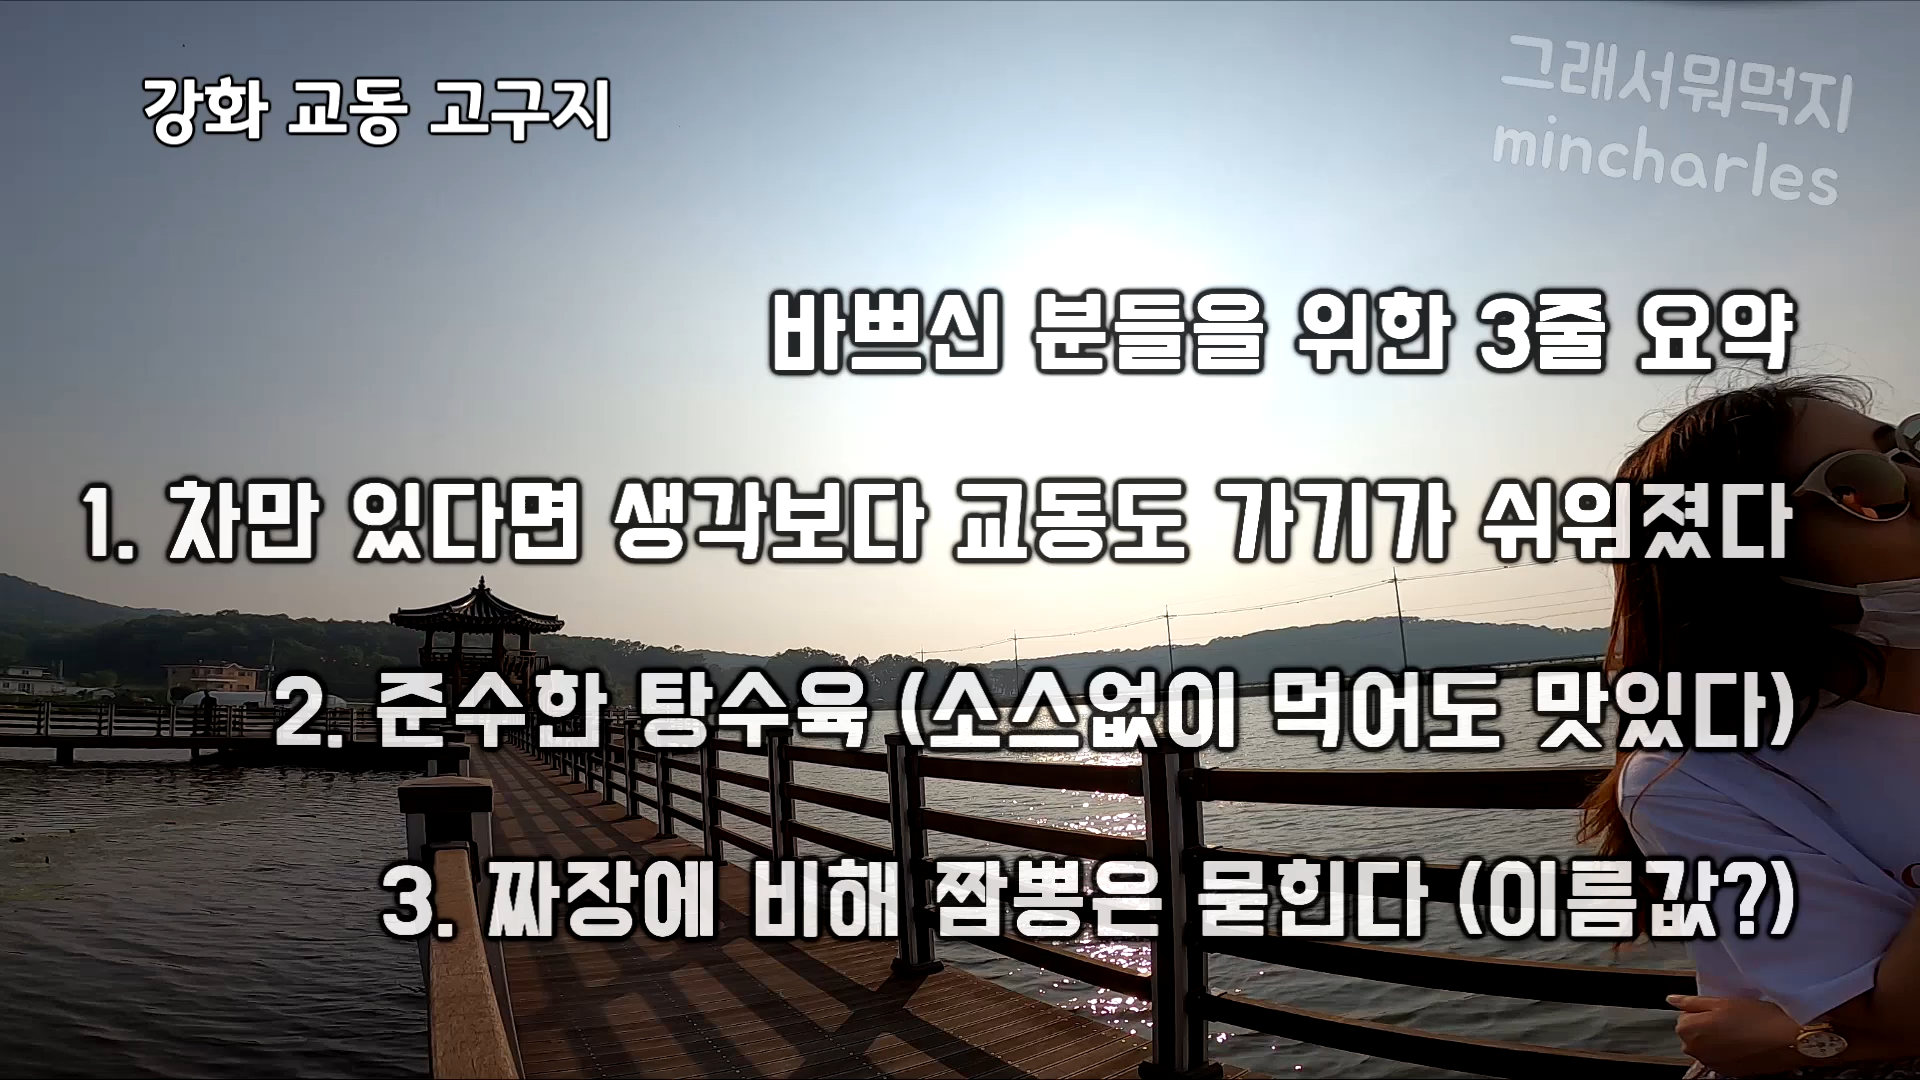 강화 교동 고구지
그래서뭐먹지
mincharles
바쁘신 분들을 위한 3줄 요약
1. 차만 있다면 생각보다 교동도 가기가 쉬워졌다
2. 준수한 탕수육 (소스없이 먹어도 맛있다)
3. 짜장에 비해 짬뽕은 묻힌다 (이름값?)